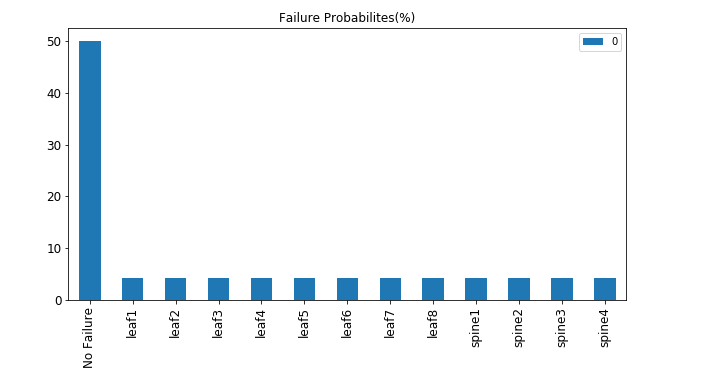 Failure Probabilites(%)
0
50
40
30
20
10
0
No Failure
leaf1
leaf2
leaf3
leaf4
leaf5
leaf6
leaf7
leaf8
spine1
spine2
spine3
spine4